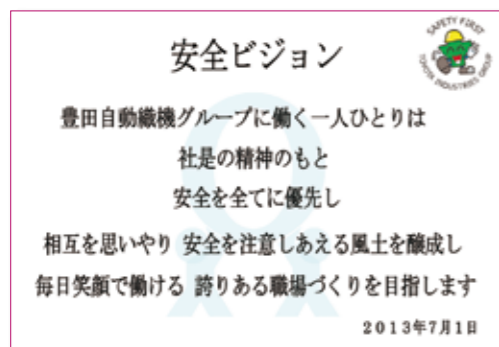 安全ビジョン
SAFETY FIRST
TOYOTA INDUSTRIES GROUP
豊田自動織機グループに働く一人ひとりは
社是の精神のもと
安全を全てに優先し
相互を思いやり 安全を注意しあえる風土を醸成し
毎日笑顔で働ける 誇りある職場づくりを目指します
2013年7月1日